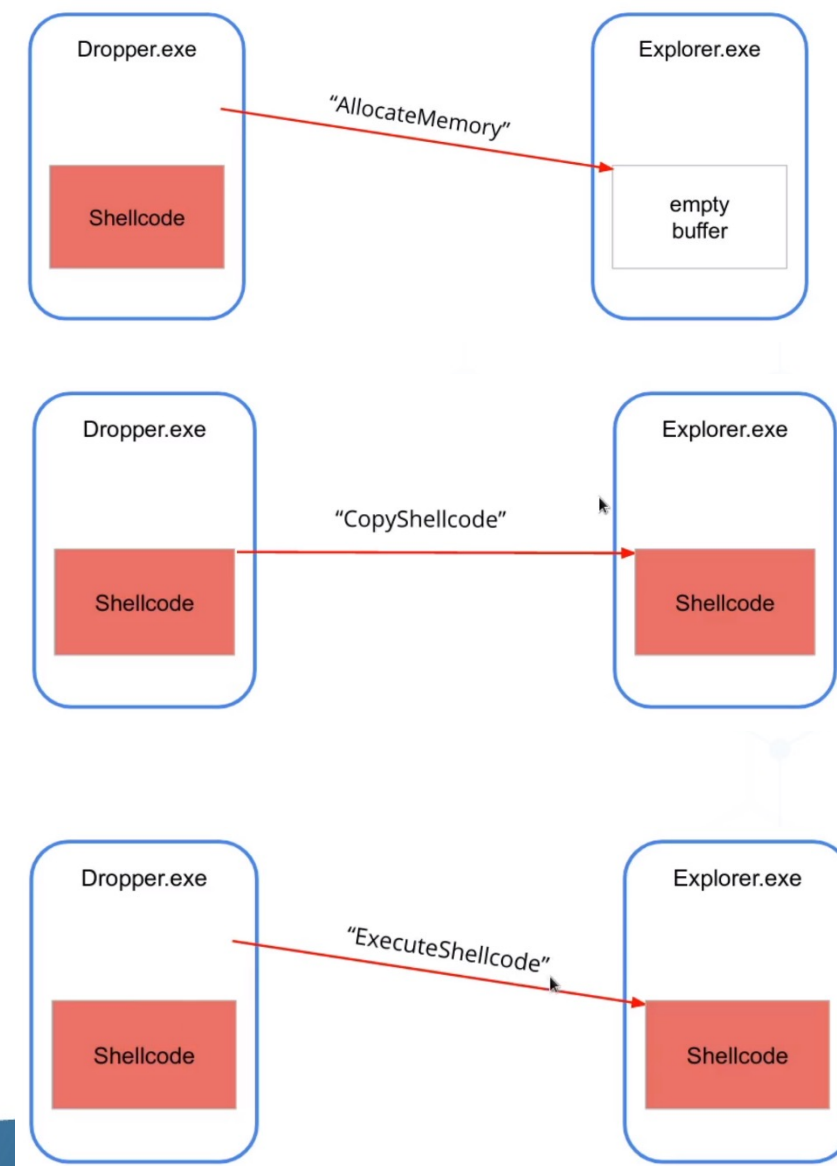 Dropper.exe
Explorer.exe
“AllocateMemory”
Shellcode
empty
buffer
Dropper.exe
Explorer.exe
“CopyShellcode”
Shellcode
Shellcode
Dropper.exe
Explorer.exe
“ExecuteShellcode”
Shellcode
Shellcode